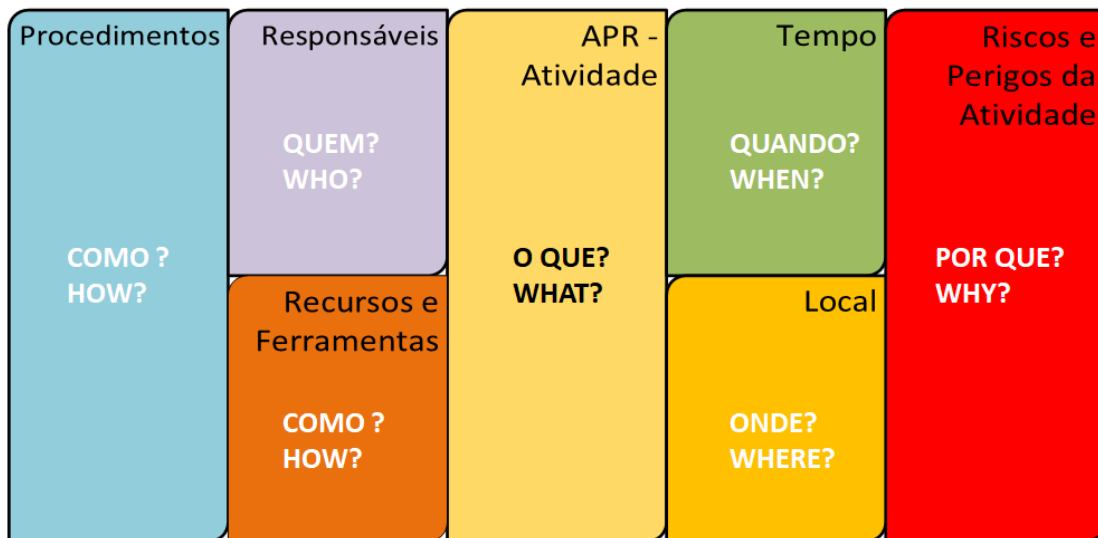 Procedimentos
COMO ?
HOW?
Responsáveis
QUEM?
WHO?
Recursos e
Ferramentas
COMO ?
HOW?
APR -
Atividade
O QUE?
WHAT?
Tempo
QUANDO?
WHEN?
Local
ONDE?
WHERE?
Riscos e
Perigos da
Atividade
POR QUE?
WHY?